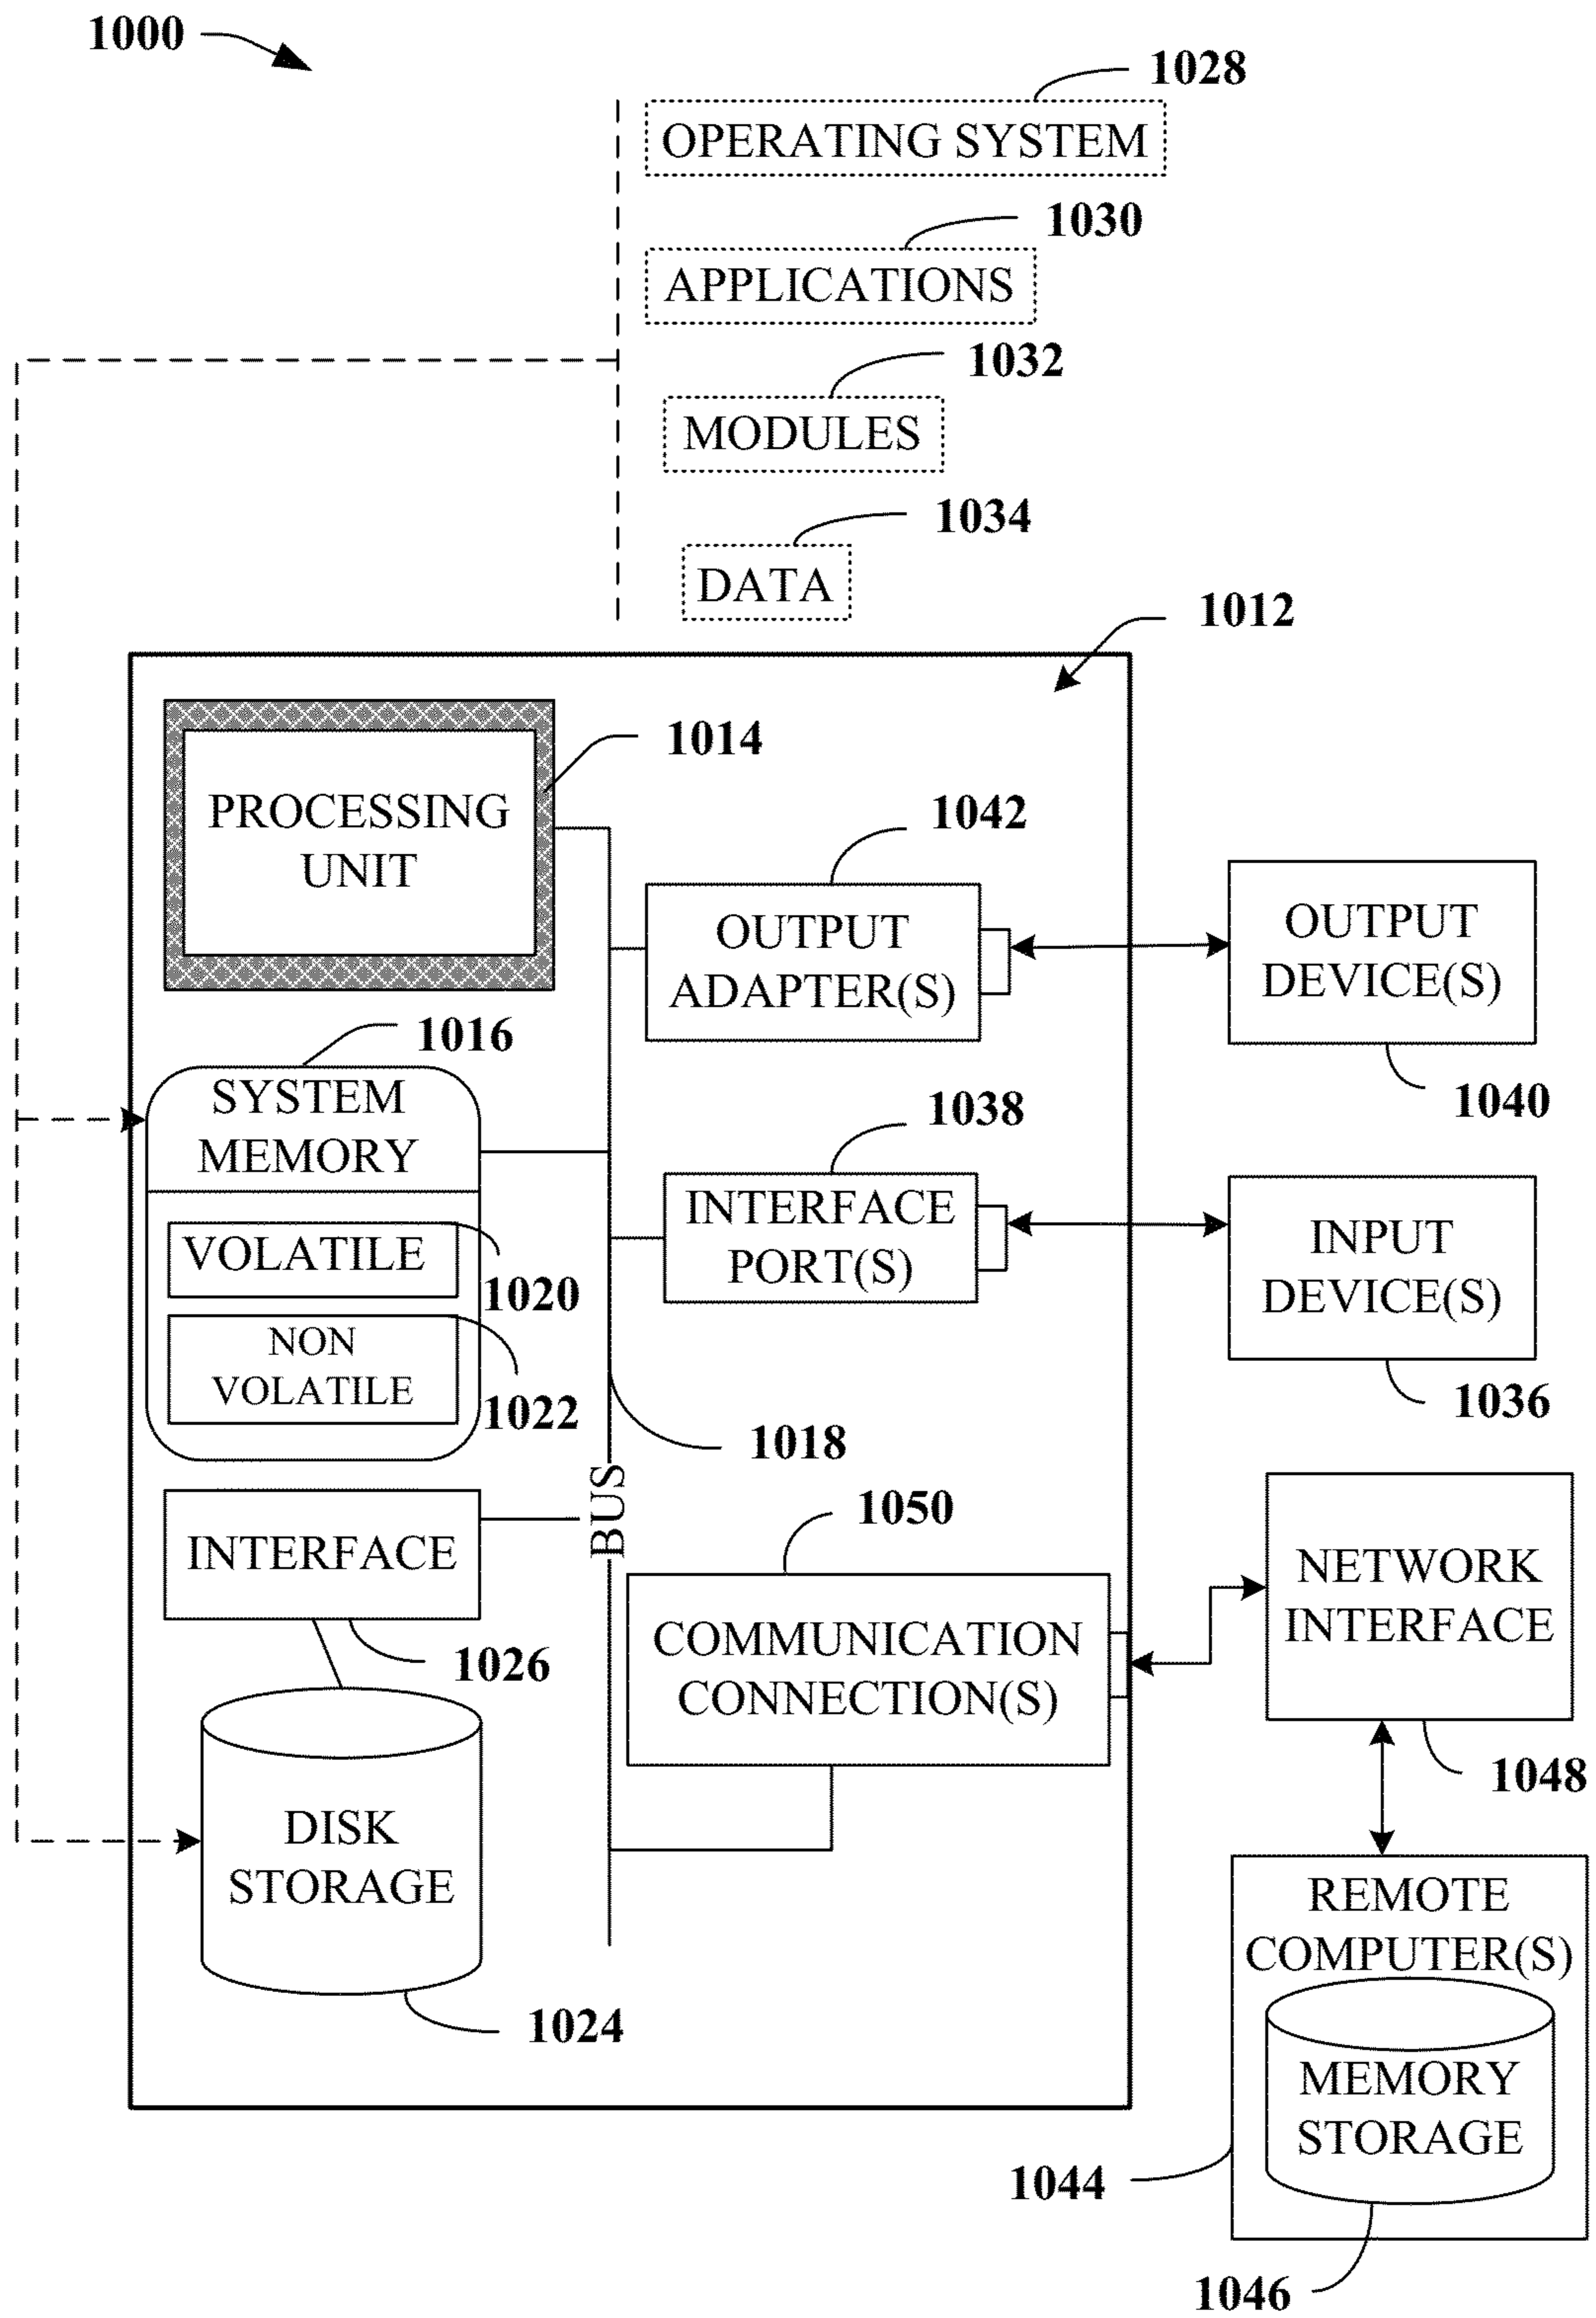 1000
1028
OPERATING SYSTEM
1030
APPLICATIONS
1032
MODULES
1034
DATA
1012
1014
PROCESSING
UNIT
1042
OUTPUT
ADAPTER(S)
OUTPUT
DEVICE(S)
1040
1016
SYSTEM
MEMORY
1038
INTERFACE
PORT(S)
INPUT
DEVICE(S)
1036
VOLATILE
1020
NON
VOLATILE
1022
1018
BUS
INTERFACE
1026
1050
COMMUNICATION
CONNECTION(S)
NETWORK
INTERFACE
1048
DISK
STORAGE
1024
REMOTE
COMPUTER(S)
MEMORY
STORAGE
1044
1046